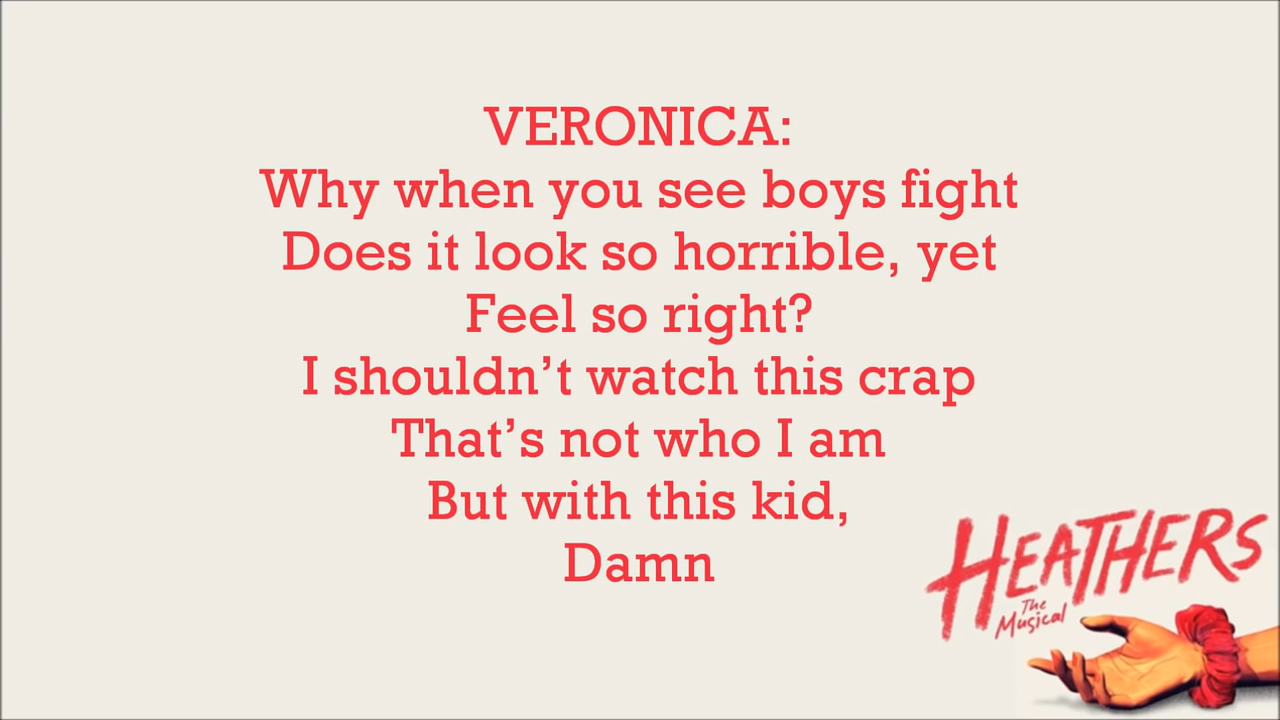 VERONICA:
Why when you see boys fight
Does it look so horrible, yet
Feel so right?
I shouldn’t watch this crap
That’s not who I am
But with this kid,
Damn
HEATHERS
The
Musical